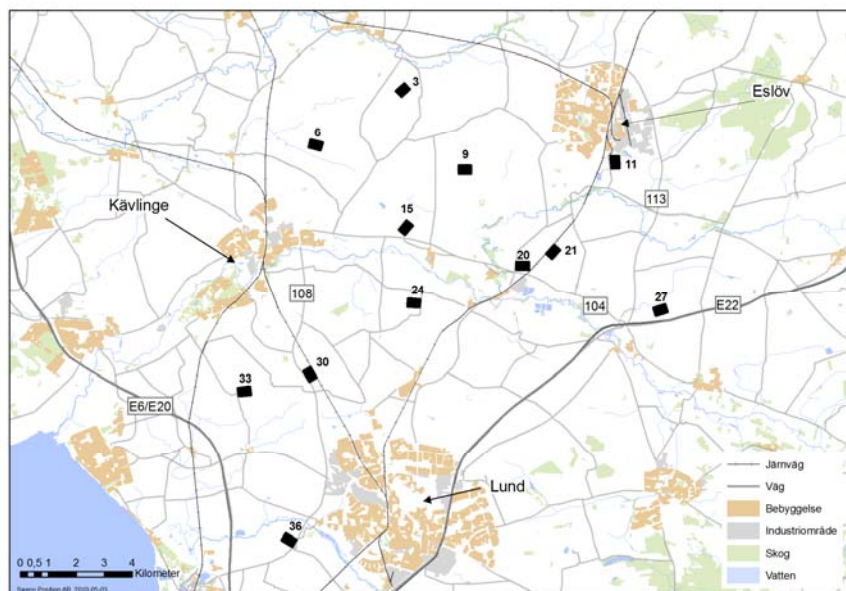 3
Eslöv
6
9
11
113
Kävlinge
15
21
20
108
24
104
27
E22
30
33
E6/E20
Järnväg
Väg
Lund
Bebyggelse
Industriområde
36
Skog
0 0,5 1 2 3 4
Kilometer
Vatten